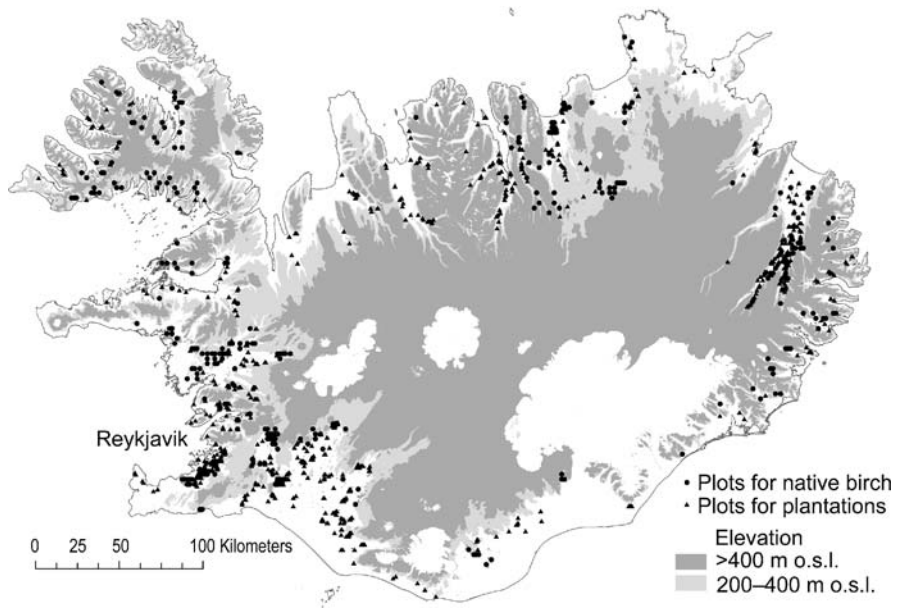 Reykjavik
0 25 50 100 Kilometers
Plots for native birch
Plots for plantations
Elevation
>400 m o.s.l.
200–400 m o.s.l.